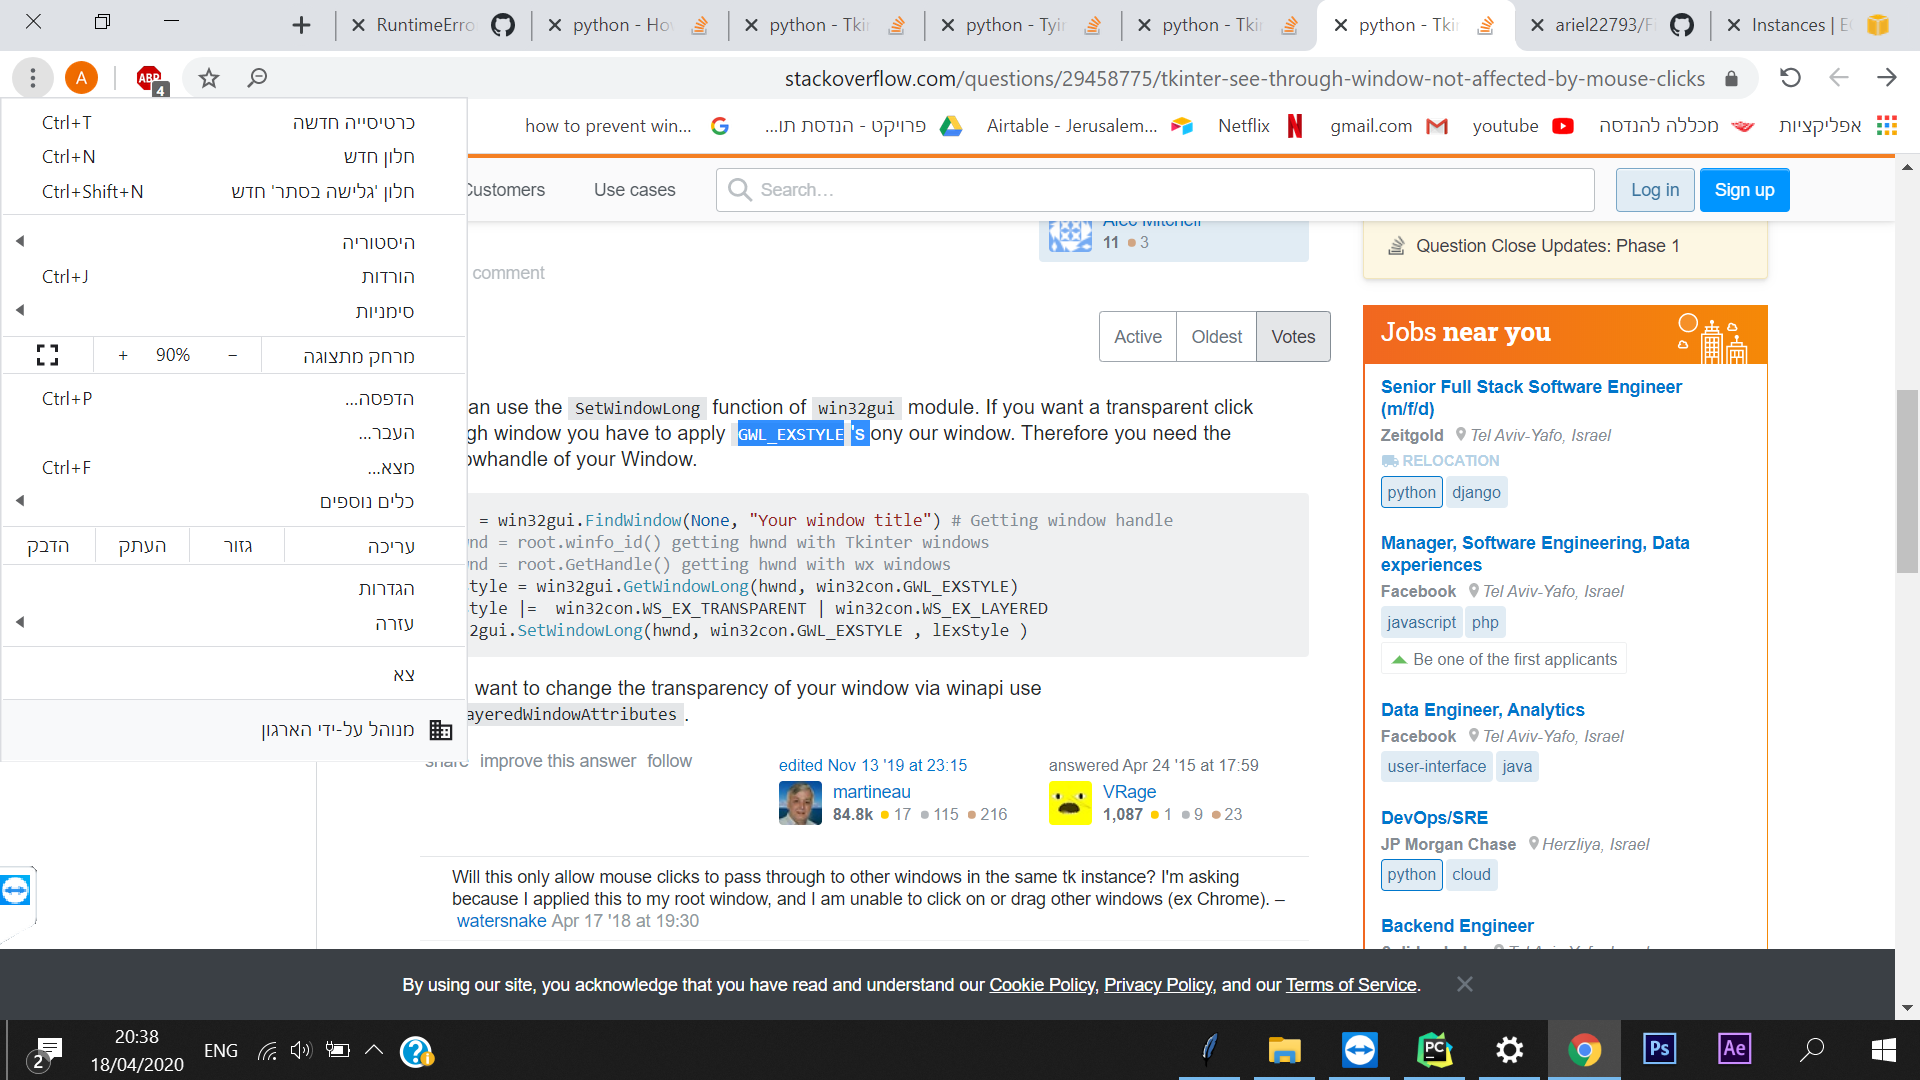 RuntimeErro
python - Hov
python - Tki
python - Tyi
python - Tki
python - Tki
ariel22793/F
Instances | E
A
ABP
4
stackoverflow.com/questions/29458775/tkinter-see-through-window-not-affected-by-mouse-clicks
how to prevent win...
פרויקט - הנדסת תו...
Airtable - Jerusalem...
Netflix
gmail.com
youtube
מכללה להנדסה
אפליקציות
כרטיסייה חדשה Ctrl+T
חלון חדש Ctrl+N
חלון 'גלישה בסתר' חדש Ctrl+Shift+N
היסטוריה
הורדות Ctrl+J
סימניות
מרחק מתצוגה − 90% +
הדפסה... Ctrl+P
העבר...
מצא... Ctrl+F
כלים נוספים
עריכה גזור העתק הדבק
הגדרות
עזרה
צא
מנוהל על-ידי הארגון
Customers
Use cases
Search...
Log in
Sign up
Alec Mitchell
11 3
comment
Active Oldest Votes
an use the SetWindowLong function of win32gui module. If you want a transparent click
gh window you have to apply GWL_EXSTYLE 's ony our window. Therefore you need the
owhandle of your Window.
= win32gui.FindWindow(None, "Your window title") # Getting window handle
nd = root.winfo_id() getting hwnd with Tkinter windows
nd = root.GetHandle() getting hwnd with wx windows
tyle = win32gui.GetWindowLong(hwnd, win32con.GWL_EXSTYLE)
tyle |= win32con.WS_EX_TRANSPARENT | win32con.WS_EX_LAYERED
2gui.SetWindowLong(hwnd, win32con.GWL_EXSTYLE , lExStyle )
want to change the transparency of your window via winapi use
ayeredWindowAttributes .
share improve this answer follow
edited Nov 13 '19 at 23:15
martineau
84.8k 17 115 216
answered Apr 24 '15 at 17:59
VRage
1,087 1 9 23
Will this only allow mouse clicks to pass through to other windows in the same tk instance? I'm asking
because I applied this to my root window, and I am unable to click on or drag other windows (ex Chrome). –
watersnake Apr 17 '18 at 19:30
Question Close Updates: Phase 1
Jobs near you
Senior Full Stack Software Engineer
(m/f/d)
Zeitgold Tel Aviv-Yafo, Israel
RELOCATION
python django
Manager, Software Engineering, Data
experiences
Facebook Tel Aviv-Yafo, Israel
javascript php
Be one of the first applicants
Data Engineer, Analytics
Facebook Tel Aviv-Yafo, Israel
user-interface java
DevOps/SRE
JP Morgan Chase Herzliya, Israel
python cloud
Backend Engineer
By using our site, you acknowledge that you have read and understand our Cookie Policy, Privacy Policy, and our Terms of Service.
2
20:38
18/04/2020
ENG
PC
Ps
Ae